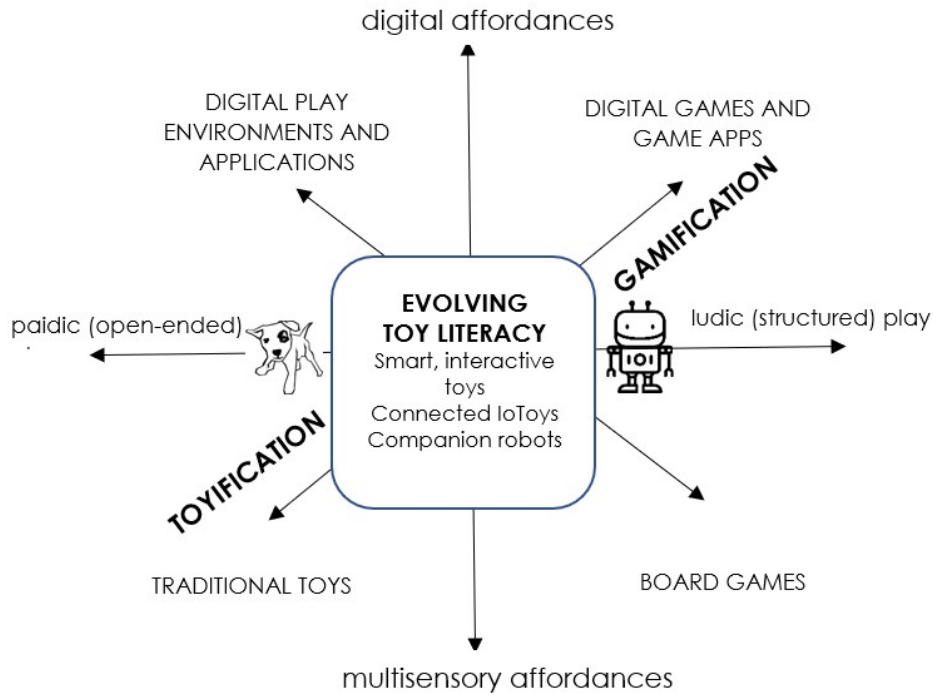 digital affordances
DIGITAL PLAY
ENVIRONMENTS AND
APPLICATIONS
DIGITAL GAMES AND
GAME APPS
GAMIFICATION
paidic (open-ended)
EVOLVING
TOY LITERACY
Smart, interactive
toys
Connected IoToys
Companion robots
ludic (structured) play
TOYIFICATION
TRADITIONAL TOYS
BOARD GAMES
multisensory affordances